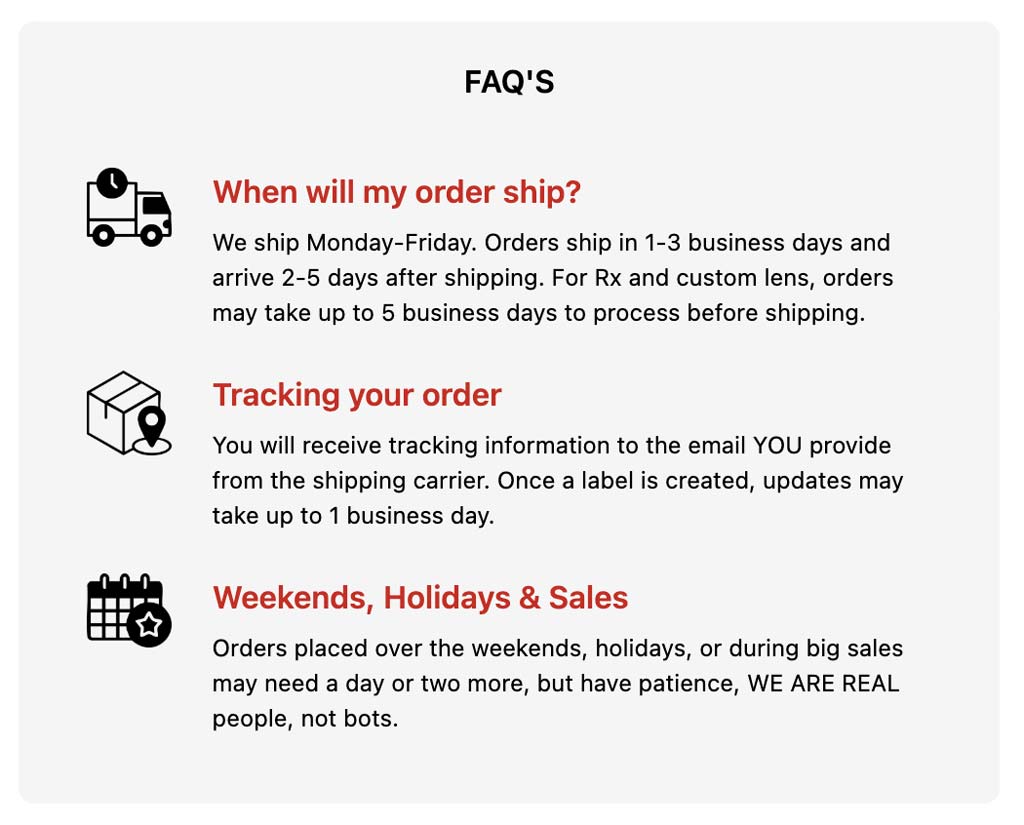 FAQ'S
When will my order ship?
We ship Monday-Friday. Orders ship in 1-3 business days and
arrive 2-5 days after shipping. For Rx and custom lens, orders
may take up to 5 business days to process before shipping.
Tracking your order
You will receive tracking information to the email YOU provide
from the shipping carrier. Once a label is created, updates may
take up to 1 business day.
Weekends, Holidays & Sales
Orders placed over the weekends, holidays, or during big sales
may need a day or two more, but have patience, WE ARE REAL
people, not bots.